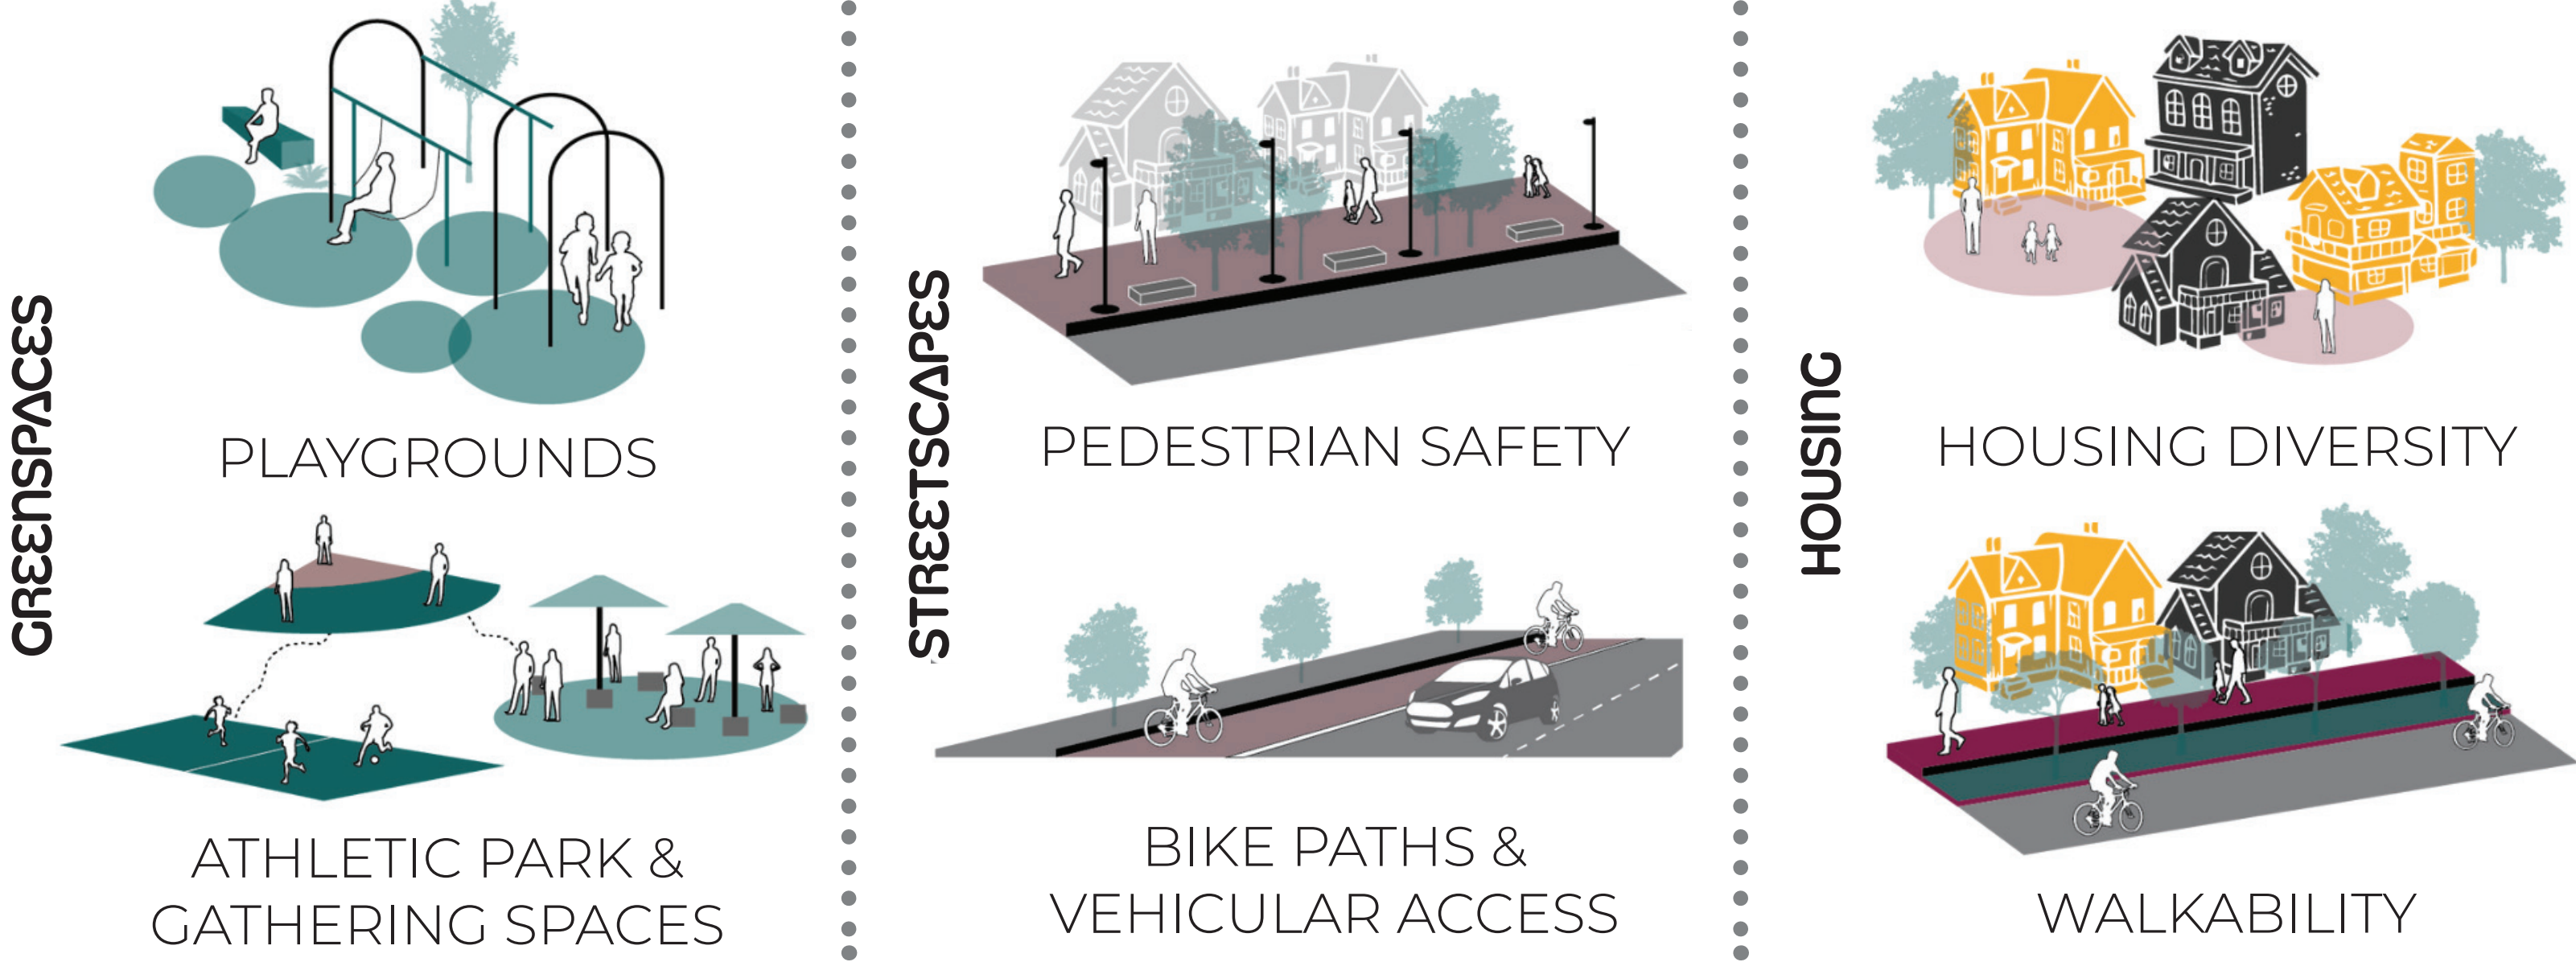 GREENSPACES
PLAYGROUNDS
ATHLETIC PARK &
GATHERING SPACES
STREETSCAPES
PEDESTRIAN SAFETY
BIKE PATHS &
VEHICULAR ACCESS
HOUSING
HOUSING DIVERSITY
WALKABILITY